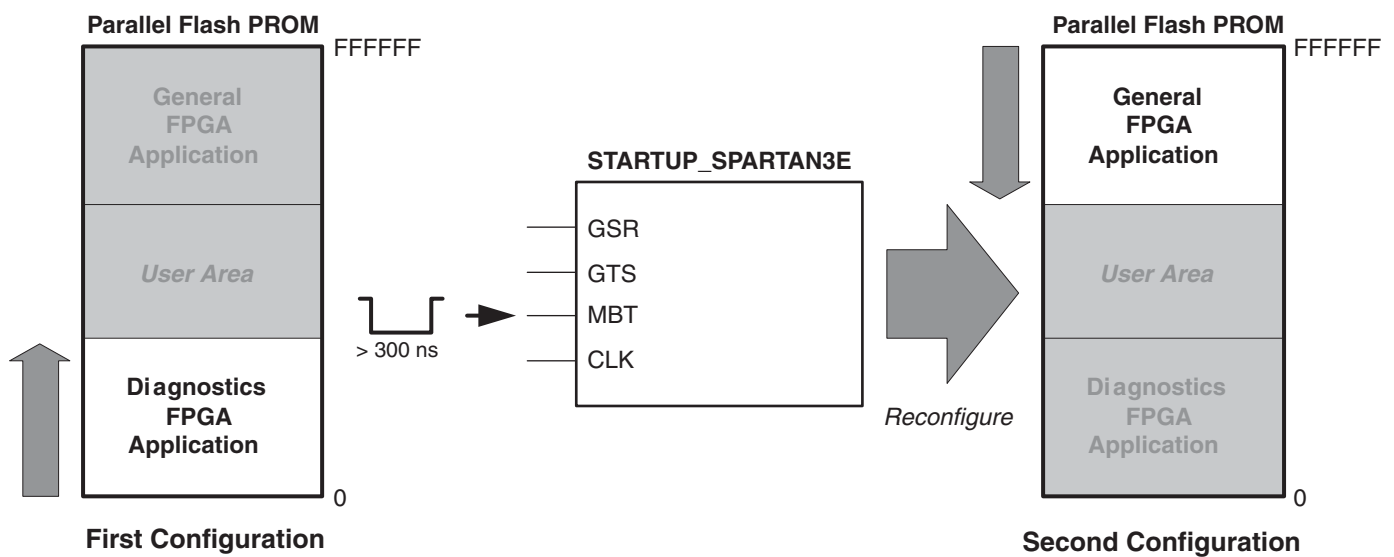 Parallel Flash PROM
FFFFFF
General
FPGA
Application
User Area
Diagnostics
FPGA
Application
0
First Configuration
> 300 ns
STARTUP_SPARTAN3E
GSR
GTS
MBT
CLK
Reconfigure
Parallel Flash PROM
FFFFFF
General
FPGA
Application
User Area
Diagnostics
FPGA
Application
0
Second Configuration